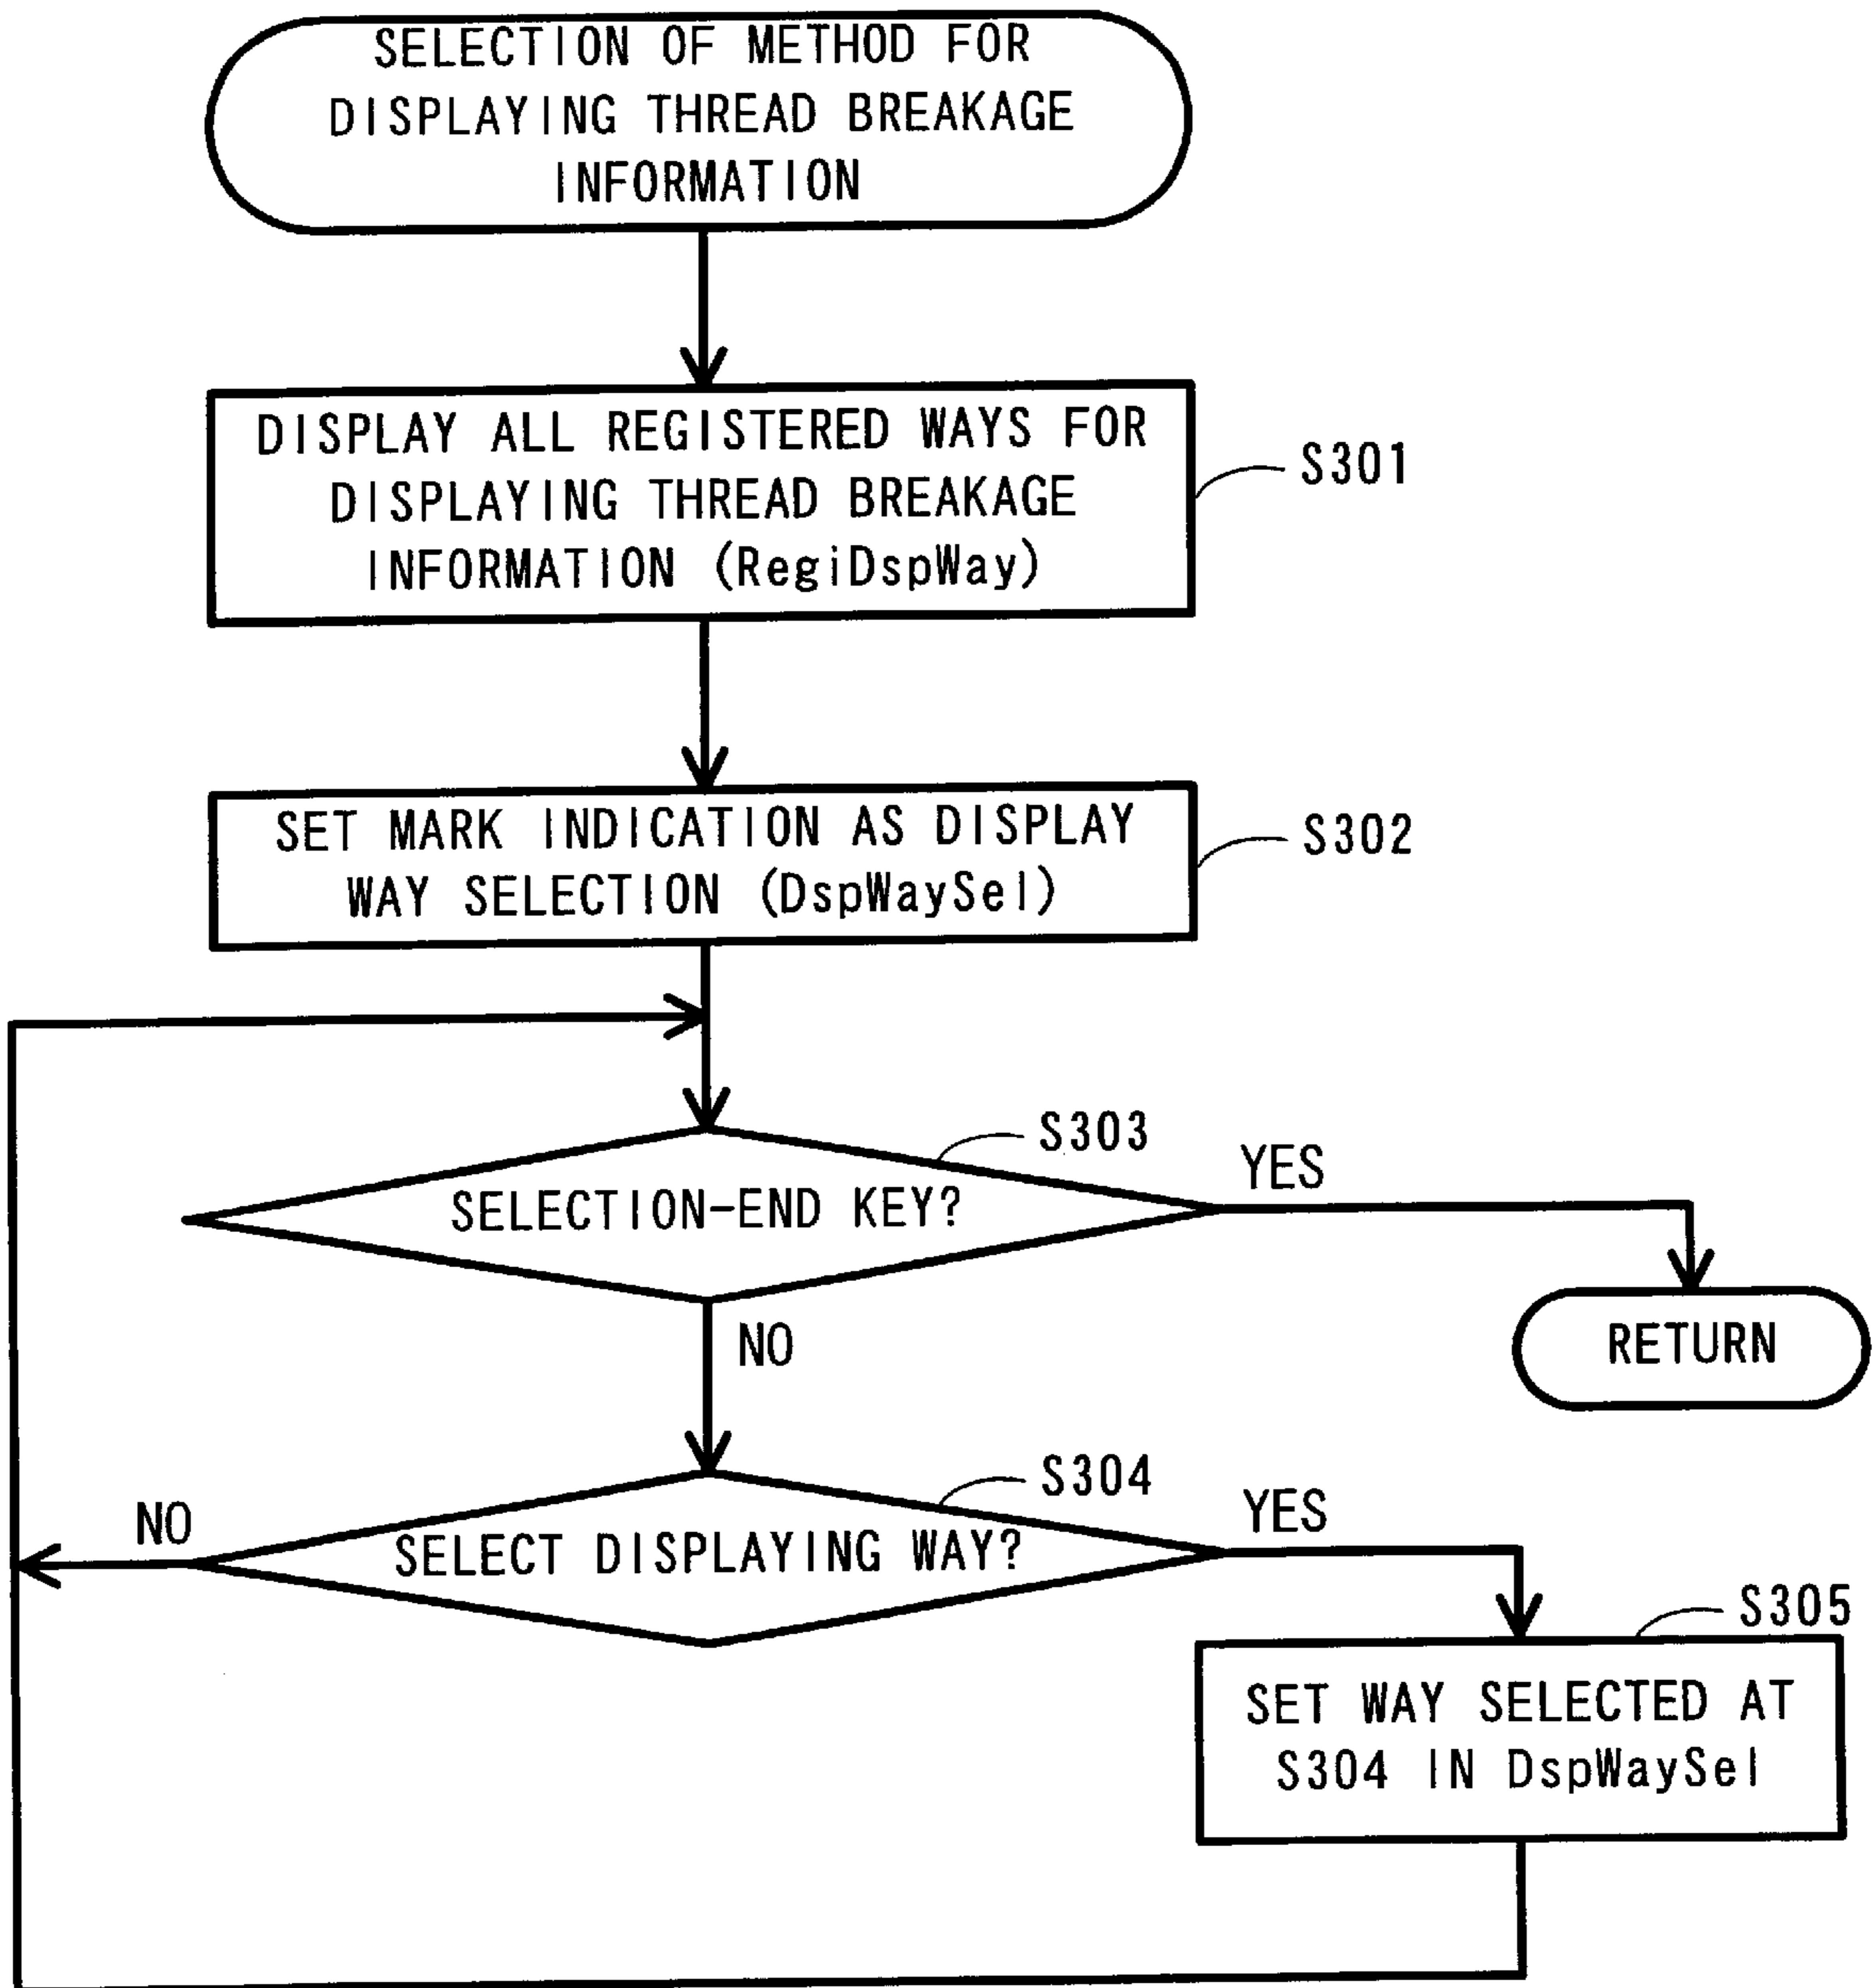 SELECTION OF METHOD FOR
DISPLAYING THREAD BREAKAGE
INFORMATION
DISPLAY ALL REGISTERED WAYS FOR
DISPLAYING THREAD BREAKAGE
INFORMATION (RegiDspWay)
S301
SET MARK INDICATION AS DISPLAY
WAY SELECTION (DspWaySel)
S302
S303
YES
SELECTION-END KEY?
RETURN
NO
S304
YES
NO
SELECT DISPLAYING WAY?
S305
SET WAY SELECTED AT
S304 IN DspWaySel